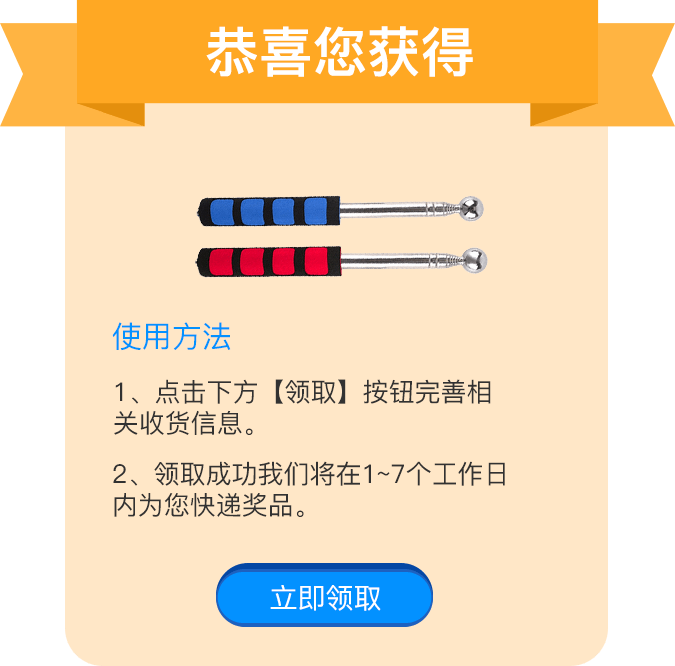 恭喜您获得
使用方法
1、点击下方【领取】按钮完善相
关收货信息。
2、领取成功我们将在1~7个工作日
内为您快递奖品。
立即领取